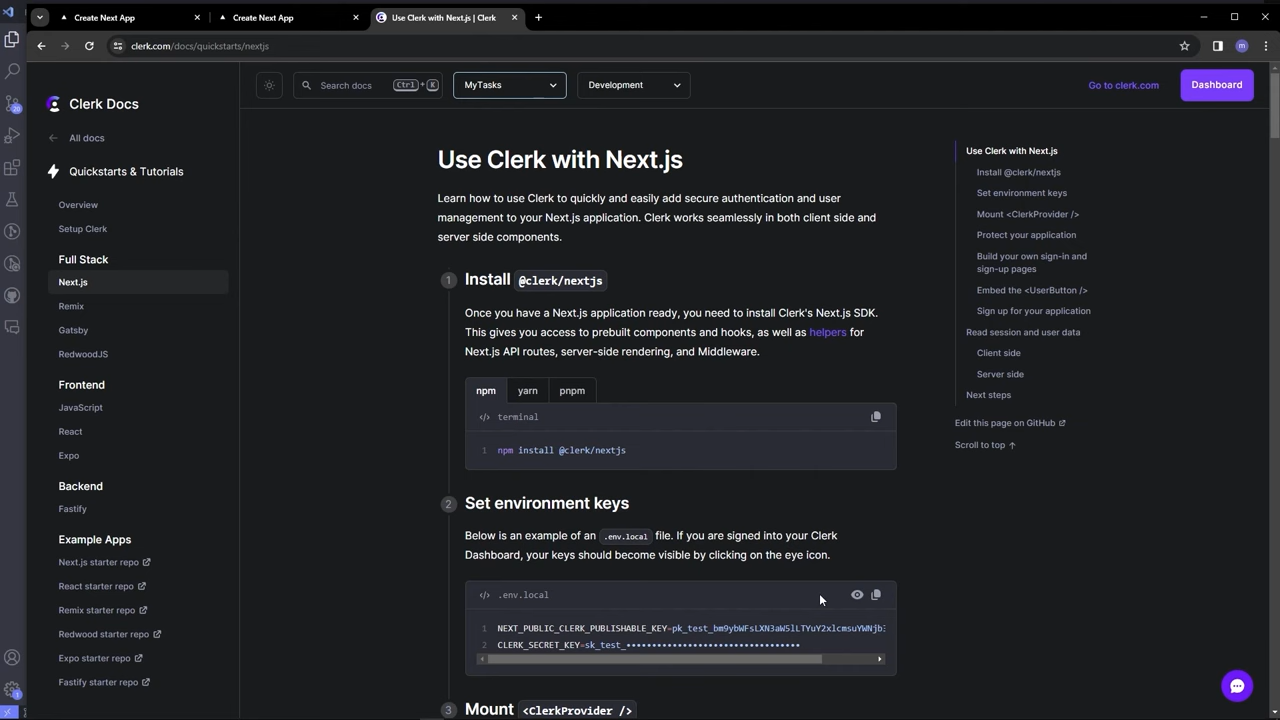 Create Next App
Create Next App
Use Clerk with Next.js | Clerk
clerk.com/docs/quickstarts/nextjs
m
Clerk Docs
Search docs
Ctrl + K
MyTasks
Development
Go to clerk.com
Dashboard
All docs
Quickstarts & Tutorials
Overview
Setup Clerk
Full Stack
Next.js
Remix
Gatsby
RedwoodJS
Frontend
JavaScript
React
Expo
Backend
Fastify
Example Apps
Next.js starter repo
React starter repo
Remix starter repo
Redwood starter repo
Expo starter repo
Fastify starter repo
20
1
Use Clerk with Next.js
Learn how to use Clerk to quickly and easily add secure authentication and user
management to your Next.js application. Clerk works seamlessly in both client side and
server side components.
1 Install @clerk/nextjs
Once you have a Next.js application ready, you need to install Clerk's Next.js SDK.
This gives you access to prebuilt components and hooks, as well as helpers for
Next.js API routes, server-side rendering, and Middleware.
npm yarn pnpm
terminal
1 npm install @clerk/nextjs
2 Set environment keys
Below is an example of an .env.local file. If you are signed into your Clerk
Dashboard, your keys should become visible by clicking on the eye icon.
.env.local
1 NEXT_PUBLIC_CLERK_PUBLISHABLE_KEY=
2 CLERK_SECRET_KEY=sk_test_••••••••••••••••••••••••••••••••••
3 Mount <ClerkProvider />
Use Clerk with Next.js
Install @clerk/nextjs
Set environment keys
Mount <ClerkProvider />
Protect your application
Build your own sign-in and
sign-up pages
Embed the <UserButton />
Sign up for your application
Read session and user data
Client side
Server side
Next steps
Edit this page on GitHub
Scroll to top